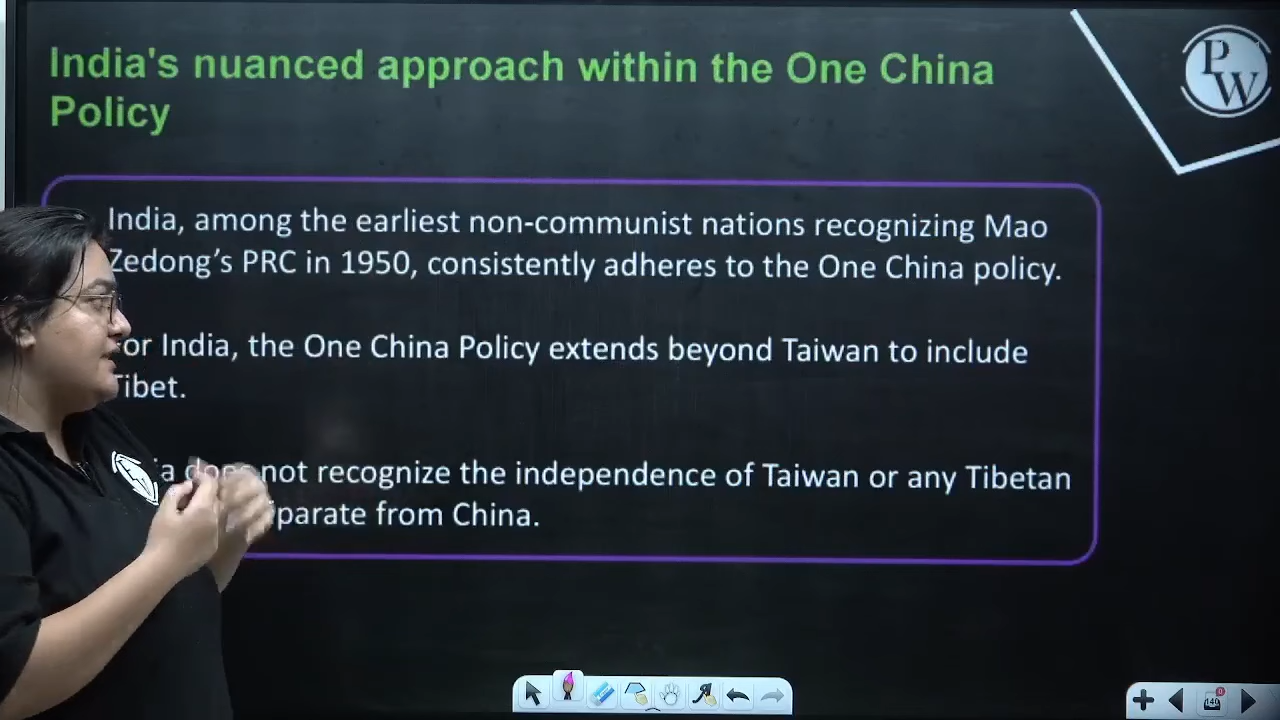 India's nuanced approach within the One China
Policy
P
W
India, among the earliest non-communist nations recognizing Mao
Zedong's PRC in 1950, consistently adheres to the One China policy.
or India, the One China Policy extends beyond Taiwan to include
Tibet.
ia does not recognize the independence of Taiwan or any Tibetan
parate from China.
140